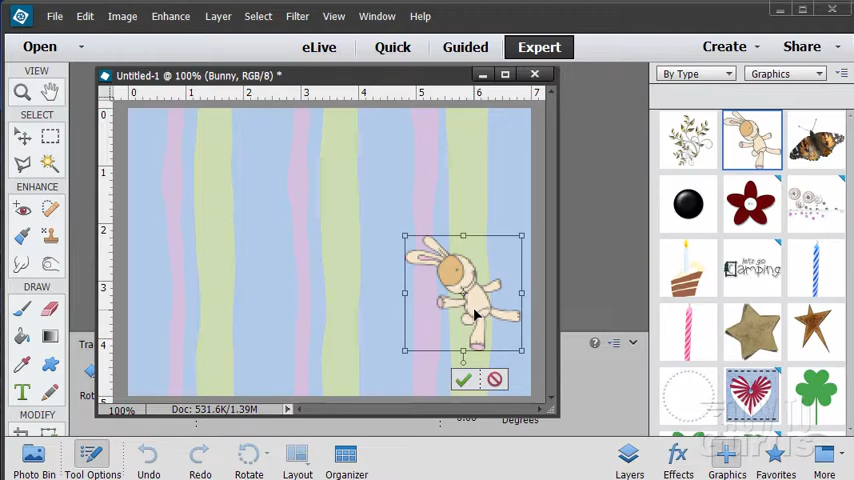 File Edit Image Enhance Layer Select Filter View Window Help
Open eLive Quick Guided Expert Create Share
VIEW
SELECT
ENHANCE
DRAW
MODIFY
Untitled-1 @ 100% (Bunny, RGB/8) *
0 1 2 3 4 5 6 7
0
1
2
3
4
5
100% Doc: 531.6K/1.39M
Degrees
By Type Graphics
let's go
Camping
Photo Bin Tool Options Undo Redo Rotate Layout Organizer Layers Effects Graphics Favorites More